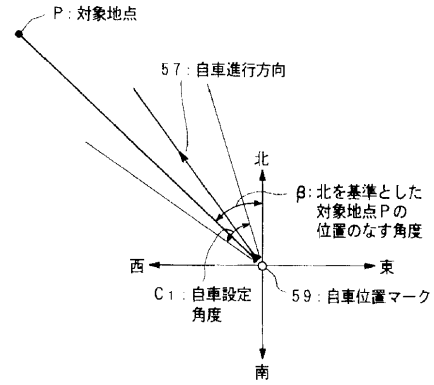 P：対象地点
57：自車進行方向
北
β：北を基準とした
対象地点Pの
位置のなす角度
西
東
C1：自車設定
角度
59：自車位置マーク
南